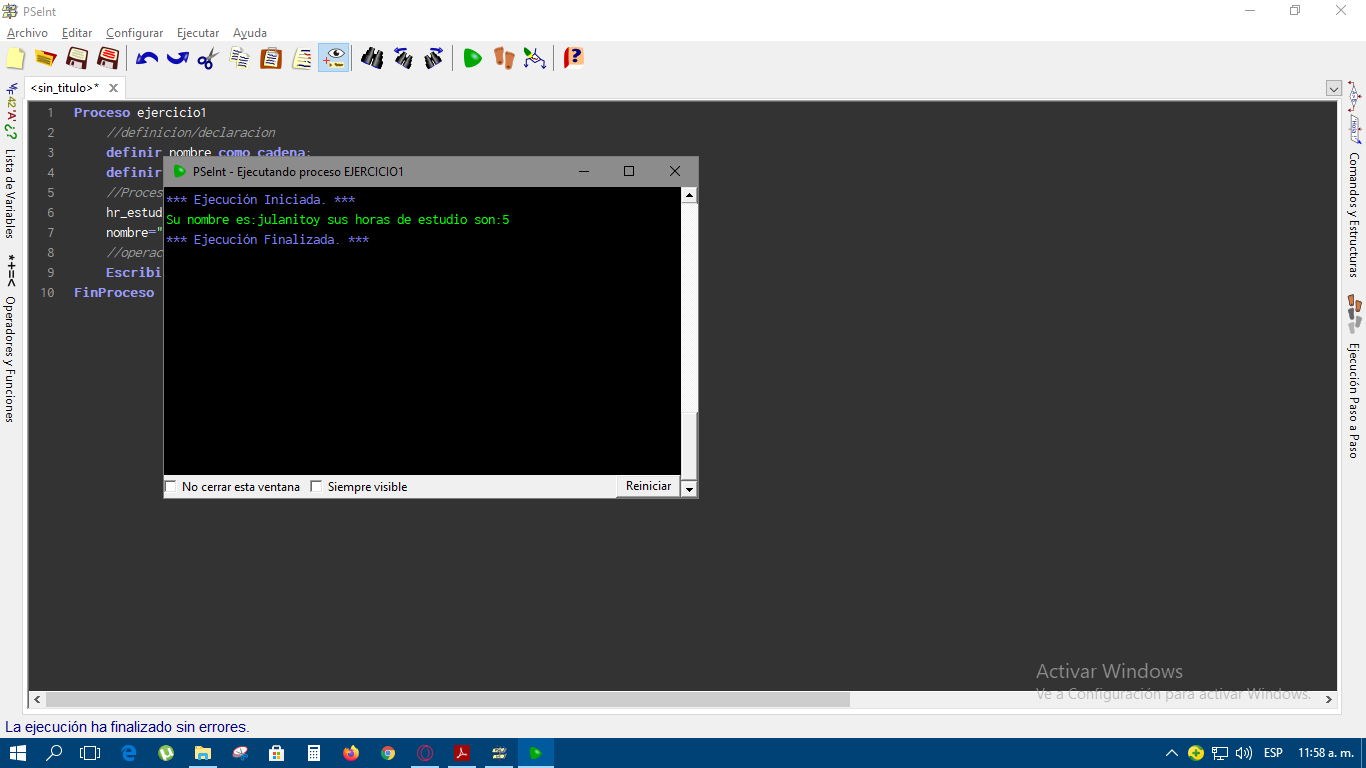 PSeInt
Archivo Editar Configurar Ejecutar Ayuda
<sin_titulo>*
Lista de Variables
*+=< Operadores y Funciones
1 Proceso ejercicio1
2 //definicion/declaracion
3 definir nombre como cadena;
4 definir
5 //Proces
6 hr_estud
7 nombre="
8 //operac
9 Escribi
10 FinProceso
PSeInt - Ejecutando proceso EJERCICIO1
*** Ejecución Iniciada. ***
Su nombre es:julanitoy sus horas de estudio son:5
*** Ejecución Finalizada. ***
No cerrar esta ventana Siempre visible Reiniciar
Comandos y Estructuras
Ejecución Paso a Paso
Activar Windows
Ve a Configuración para activar Windows.
La ejecución ha finalizado sin errores.
ESP 11:58 a. m.